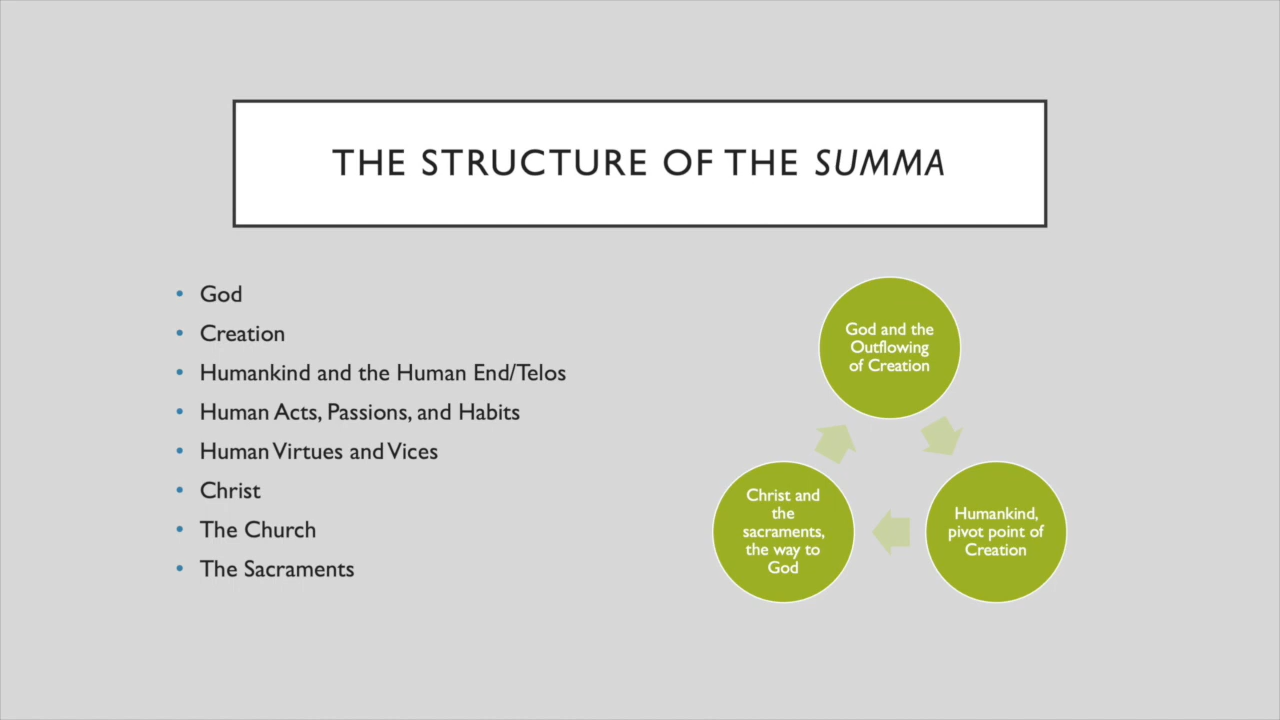 THE STRUCTURE OF THE SUMMA
• God
• Creation
• Humankind and the Human End/Telos
• Human Acts, Passions, and Habits
• Human Virtues and Vices
• Christ
• The Church
• The Sacraments
God and the
Outflowing
of Creation
Humankind,
pivot point of
Creation
Christ and
the
sacraments,
the way to
God